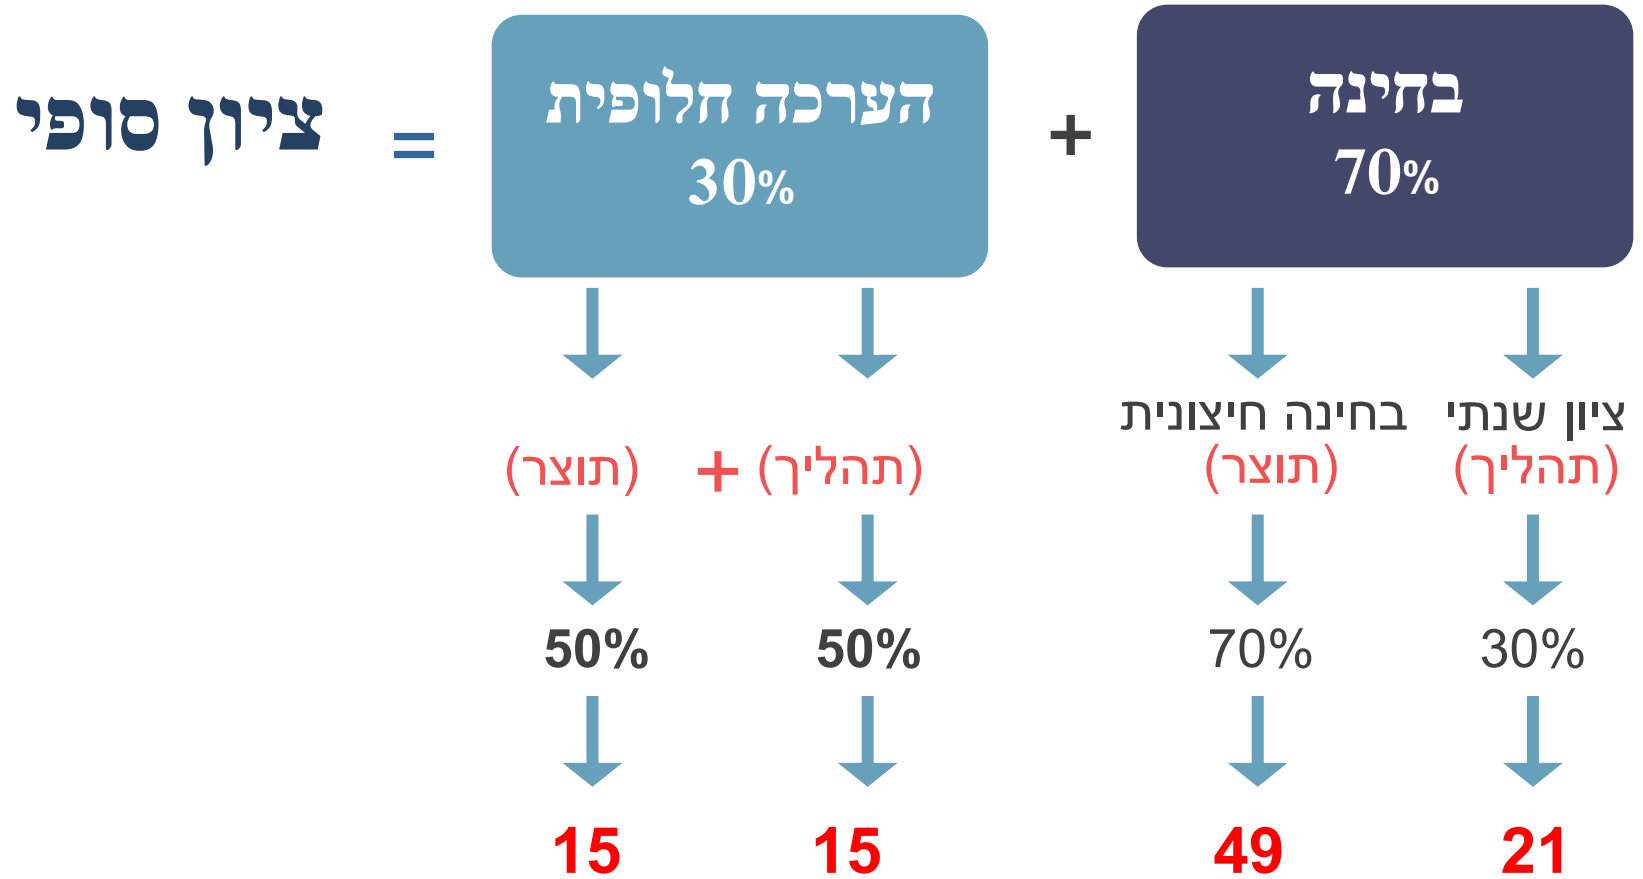 בחינה
70%
+
הערכה חלופית
30%
=
ציון סופי
ציון שנתי
(תהליך)
בחינה חיצונית
(תוצר)
(תהליך) + (תוצר)
30%
70%
50%
50%
21
49
15
15